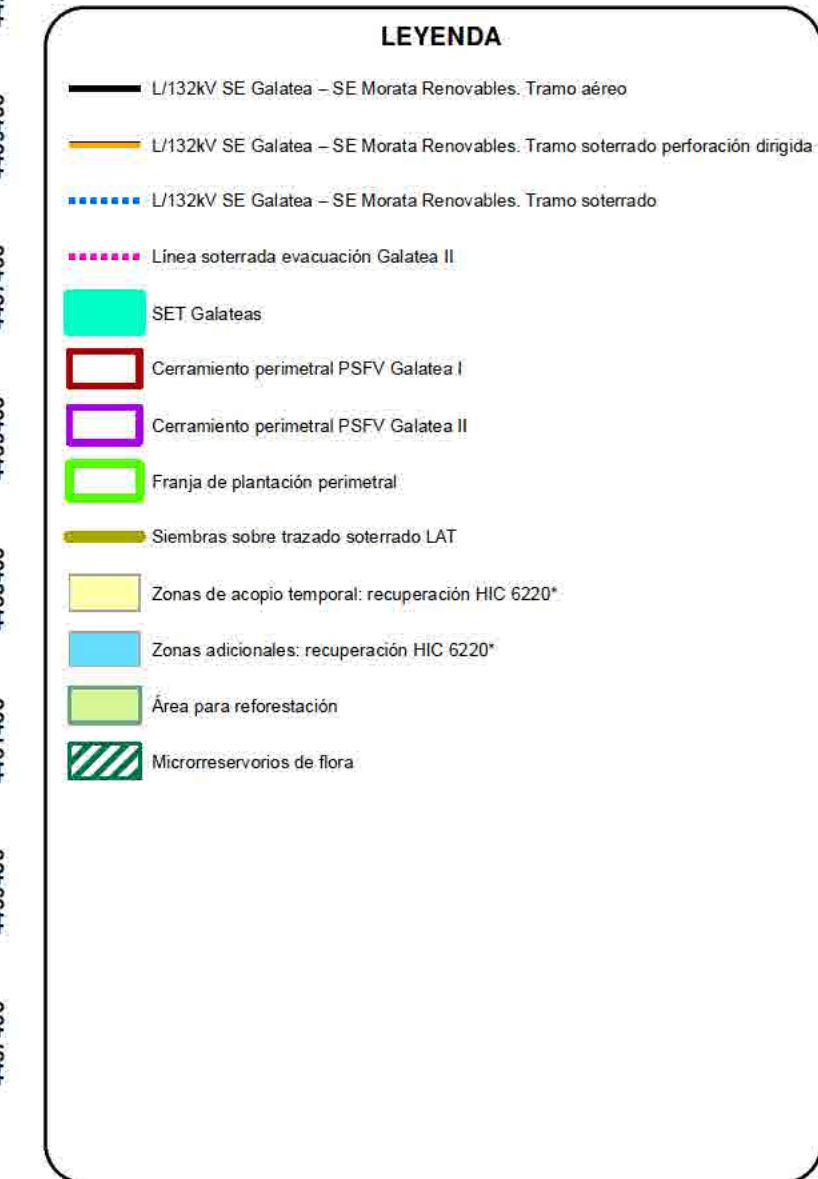 LEYENDA
L/132kV SE Galatea – SE Morata Renovables. Tramo aéreo
L/132kV SE Galatea – SE Morata Renovables. Tramo soterrado perforación dirigida
L/132kV SE Galatea – SE Morata Renovables. Tramo soterrado
Línea soterrada evacuación Galatea II
SET Galateas
Cerramiento perimetral PSFV Galatea I
Cerramiento perimetral PSFV Galatea II
Franja de plantación perimetral
Siembras sobre trazado soterrado LAT
Zonas de acopio temporal: recuperación HIC 6220*
Zonas adicionales: recuperación HIC 6220*
Área para reforestación
Microrreservorios de flora